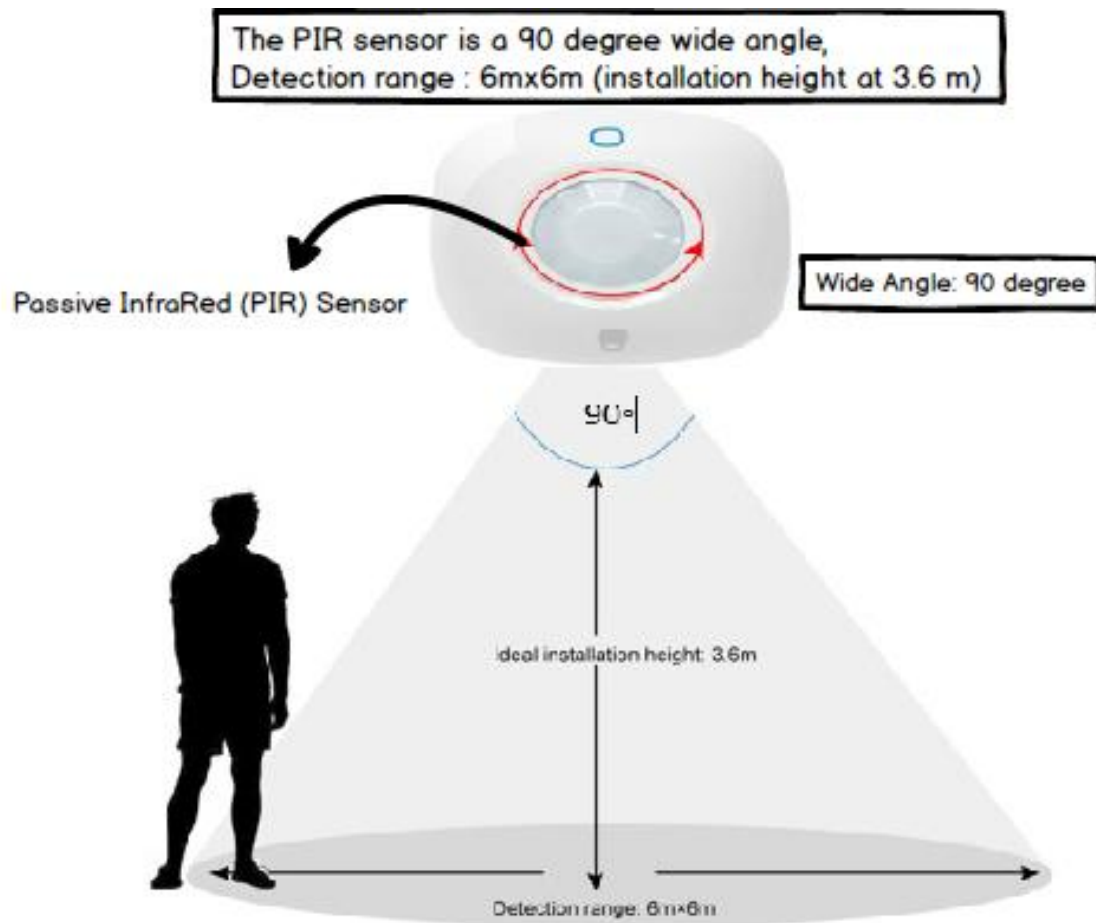 The PIR sensor is a 90 degree wide angle,
Detection range : 6mx6m (installation height at 3.6 m)
Passive InfraRed (PIR) Sensor
Wide Angle: 90 degree
90°
ideal installation height: 3.6m
Detection range: 6m×6m